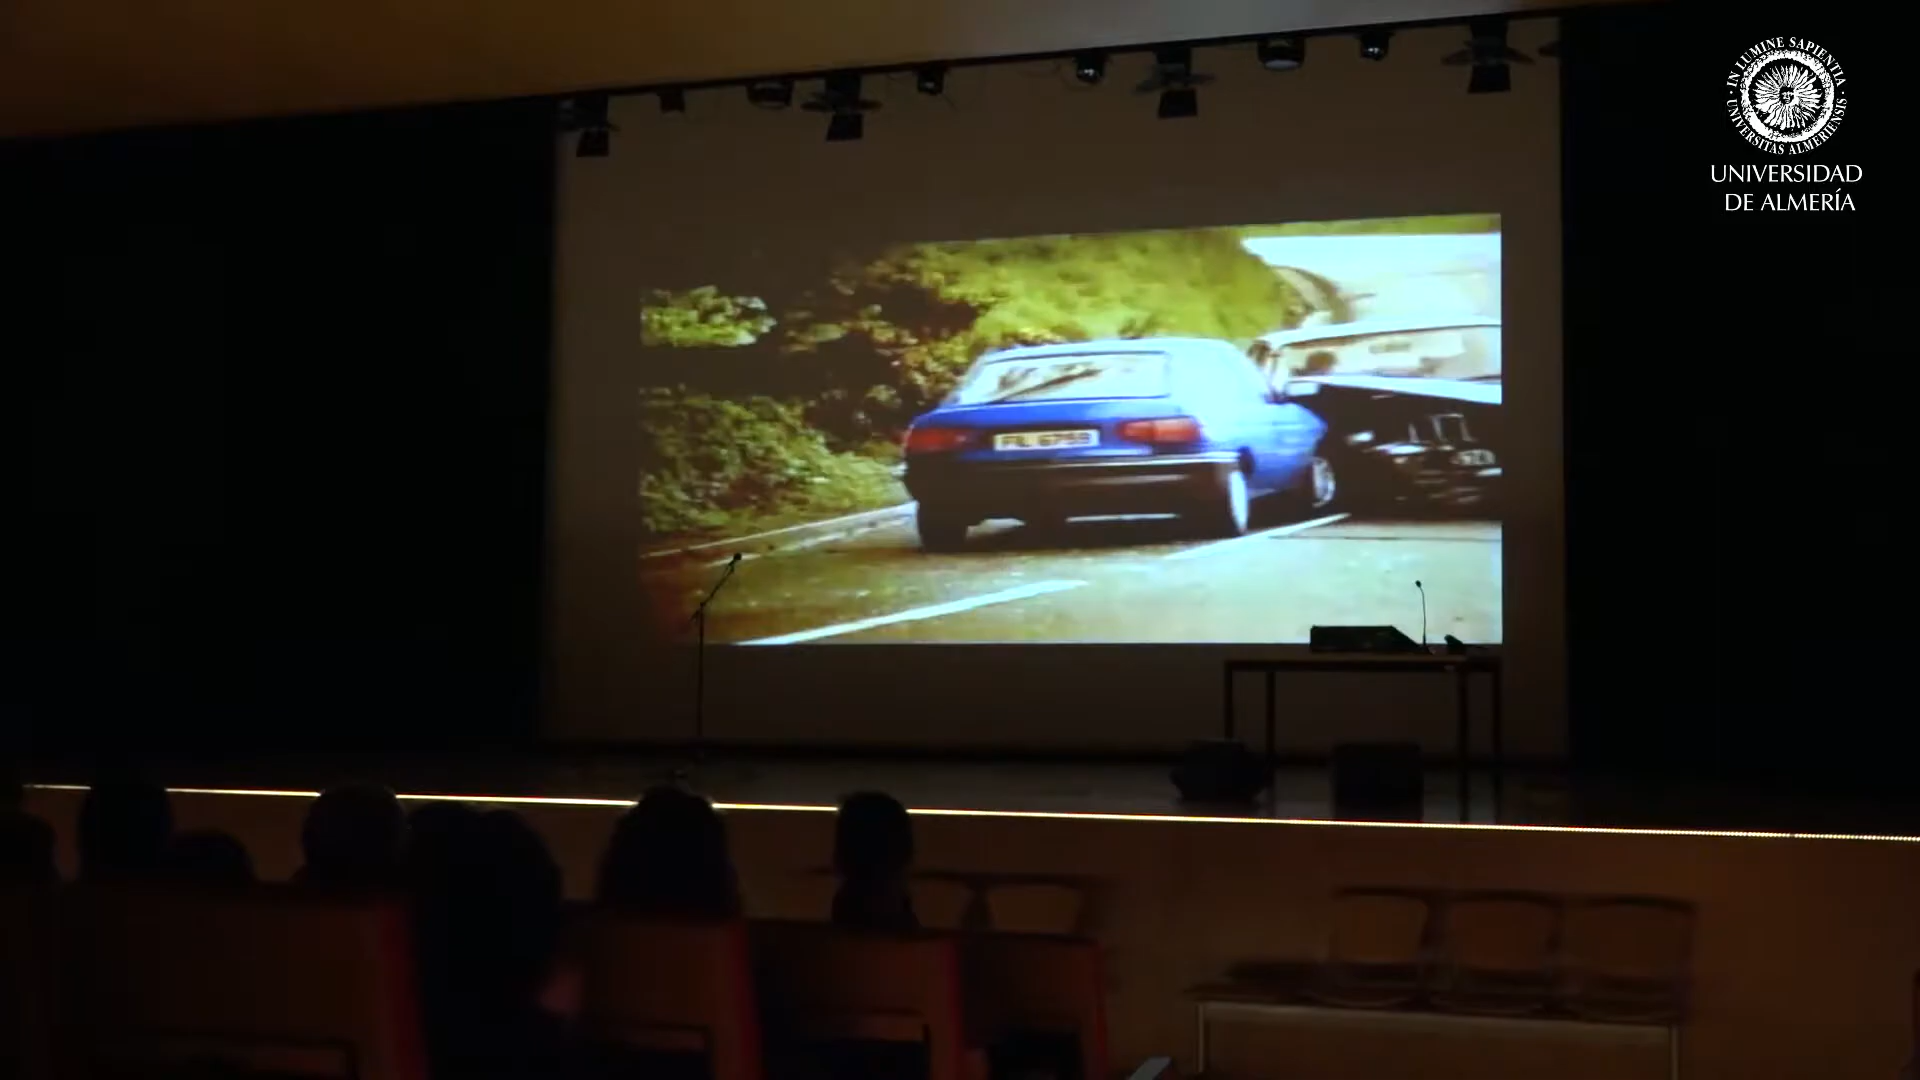 IN LUMINE SAPIENTIA
UNIVERSITAS ALMERIENSIS
UNIVERSIDAD
DE ALMERÍA